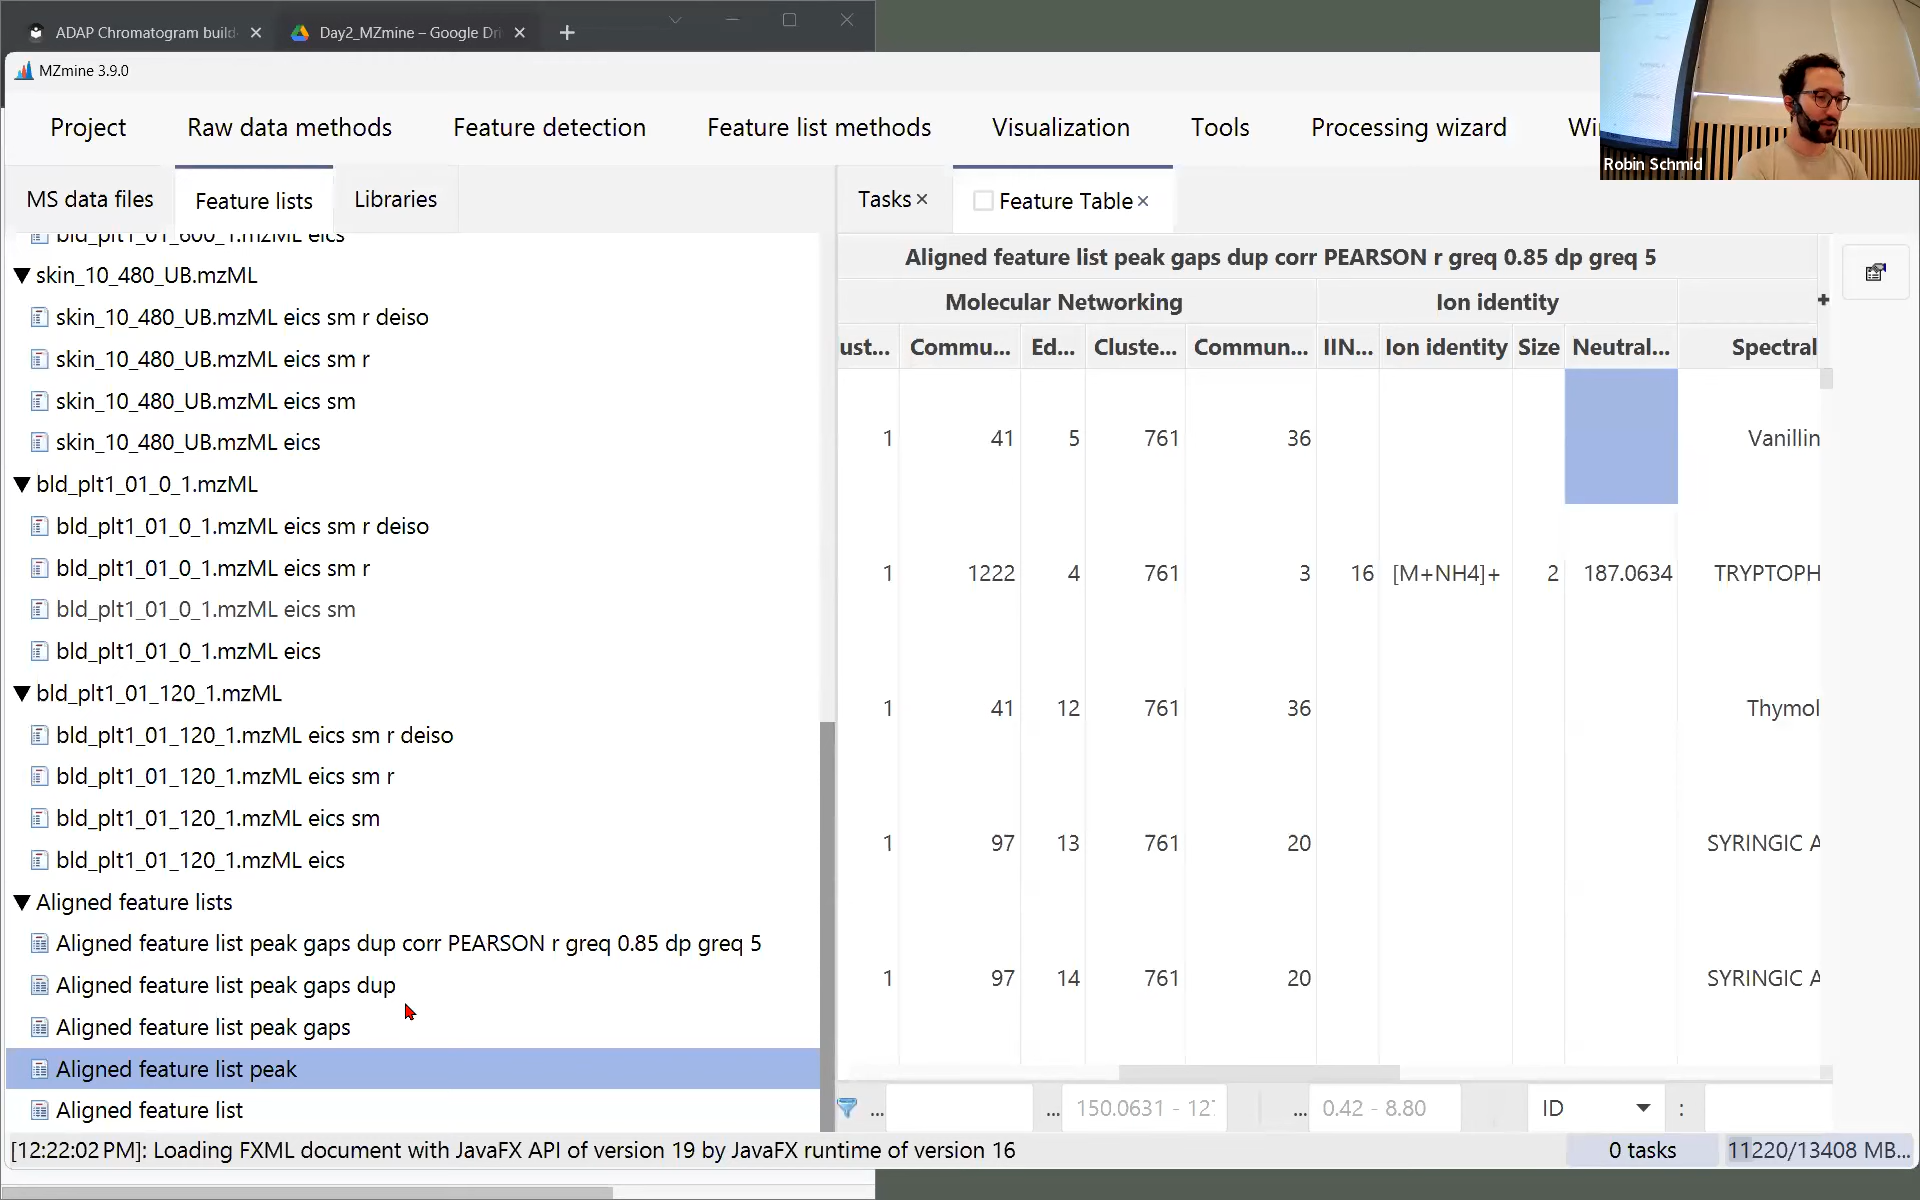 ADAP Chromatogram build
Day2_MZmine – Google Dri
MZmine 3.9.0
Project Raw data methods Feature detection Feature list methods Visualization Tools Processing wizard Wi
Robin Schmid
MS data files Feature lists Libraries
bld_plt1_01_600_1.mzML eics
skin_10_480_UB.mzML
skin_10_480_UB.mzML eics sm r deiso
skin_10_480_UB.mzML eics sm r
skin_10_480_UB.mzML eics sm
skin_10_480_UB.mzML eics
bld_plt1_01_0_1.mzML
bld_plt1_01_0_1.mzML eics sm r deiso
bld_plt1_01_0_1.mzML eics sm r
bld_plt1_01_0_1.mzML eics sm
bld_plt1_01_0_1.mzML eics
bld_plt1_01_120_1.mzML
bld_plt1_01_120_1.mzML eics sm r deiso
bld_plt1_01_120_1.mzML eics sm r
bld_plt1_01_120_1.mzML eics sm
bld_plt1_01_120_1.mzML eics
Aligned feature lists
Aligned feature list peak gaps dup corr PEARSON r greq 0.85 dp greq 5
Aligned feature list peak gaps dup
Aligned feature list peak gaps
Aligned feature list peak
Aligned feature list
Tasks Feature Table
Aligned feature list peak gaps dup corr PEARSON r greq 0.85 dp greq 5
Molecular Networking Ion identity
ust... Commu... Ed... Cluste... Commun... IIN... Ion identity Size Neutral... Spectral
1 41 5 761 36 Vanillin
1 1222 4 761 3 16 [M+NH4]+ 2 187.0634 TRYPTOPH
1 41 12 761 36 Thymol
1 97 13 761 20 SYRINGIC A
1 97 14 761 20 SYRINGIC A
... ... 150.0631 - 12 ... 0.42 - 8.80 ID :
[12:22:02 PM]: Loading FXML document with JavaFX API of version 19 by JavaFX runtime of version 16
0 tasks 11220/13408 MB...